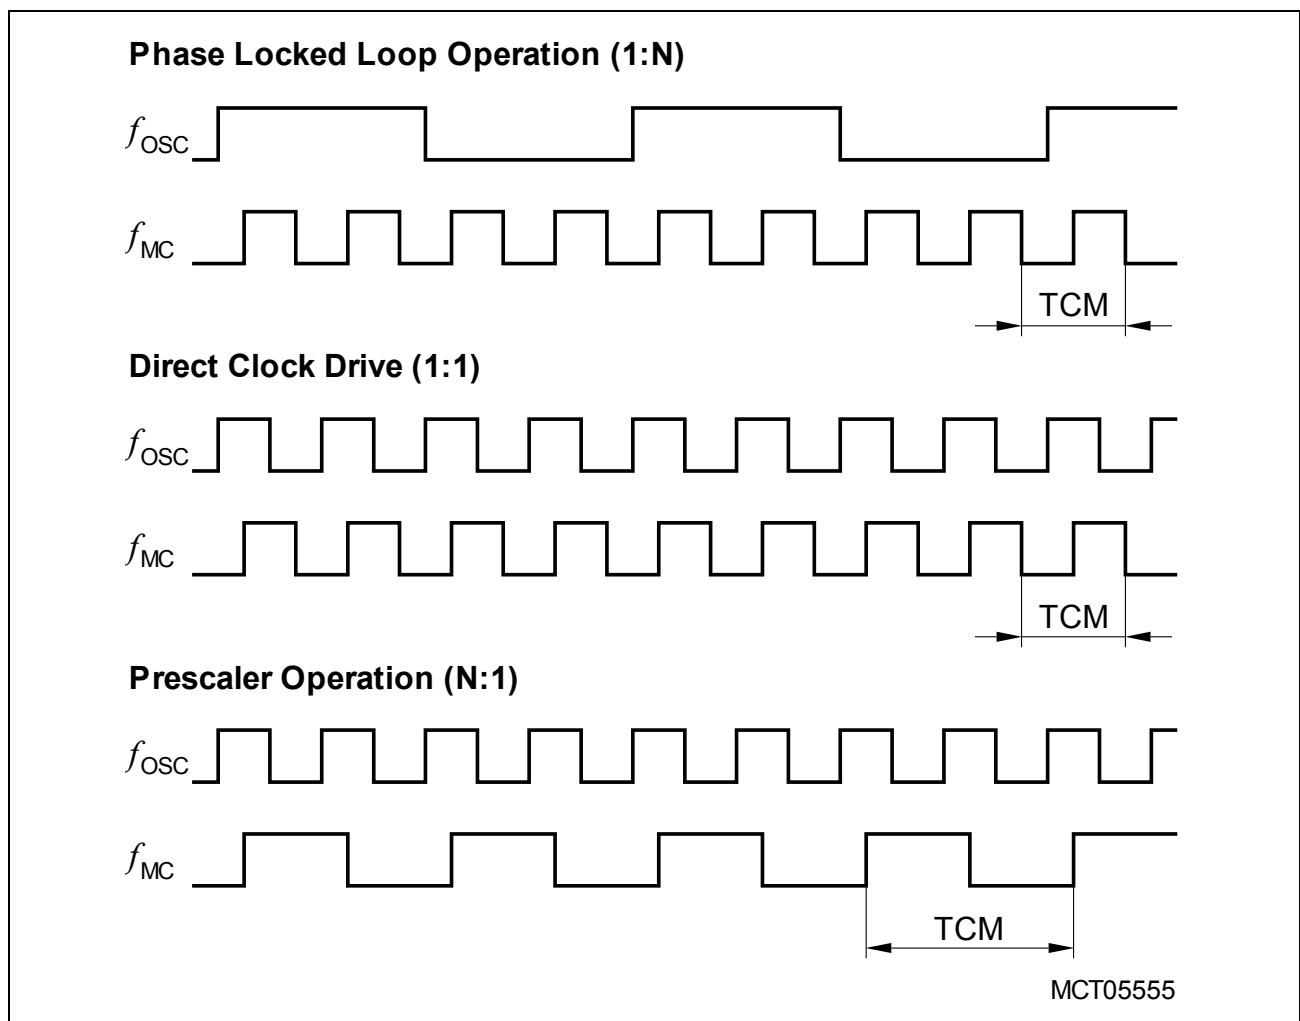 Phase Locked Loop Operation (1:N)
fOSC
fMC
TCM
Direct Clock Drive (1:1)
fOSC
fMC
TCM
Prescaler Operation (N:1)
fOSC
fMC
TCM
MCT05555